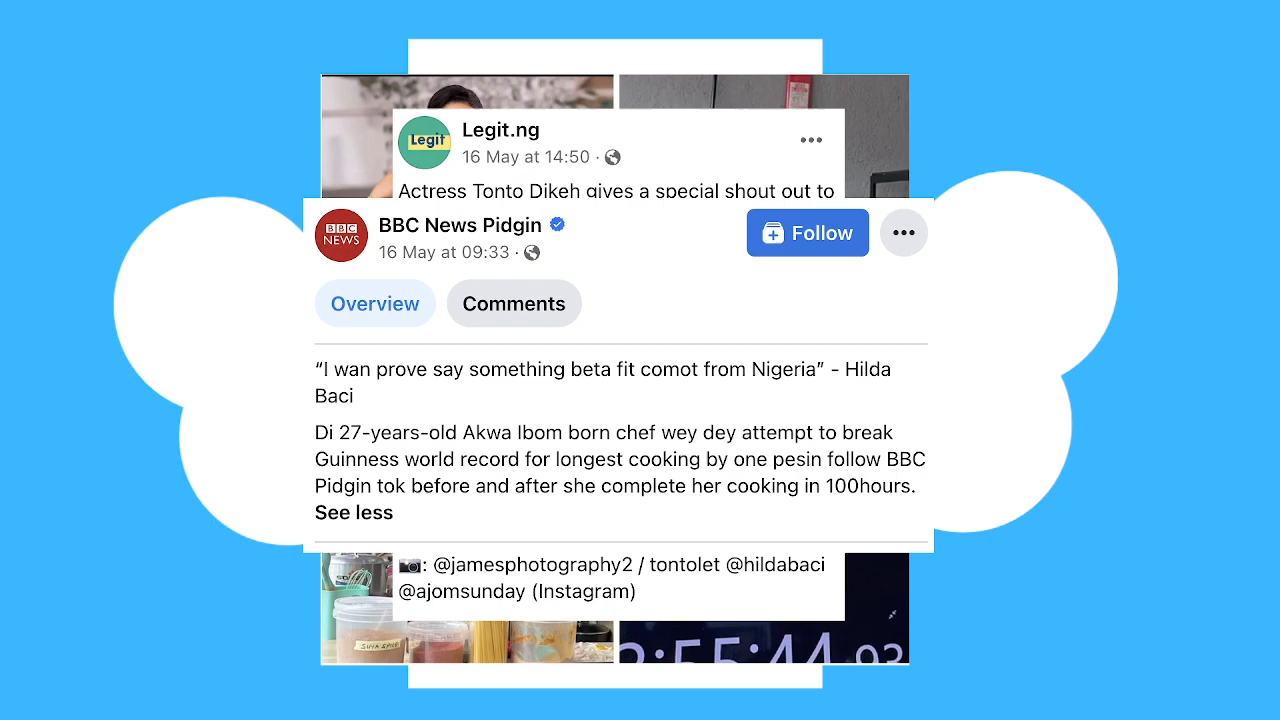 Legit
Legit.ng
16 May at 14:50 ·
Actress Tonto Dikeh gives a special shout out to
BBC
NEWS
BBC News Pidgin
16 May at 09:33 ·
Follow
Overview
Comments
“I wan prove say something beta fit comot from Nigeria” - Hilda
Baci
Di 27-years-old Akwa Ibom born chef wey dey attempt to break
Guinness world record for longest cooking by one pesin follow BBC
Pidgin tok before and after she complete her cooking in 100hours.
See less
: @jamesphotography2 / tontolet @hildabaci
@ajomsunday (Instagram)
SUYA SPICE
:55:44.93